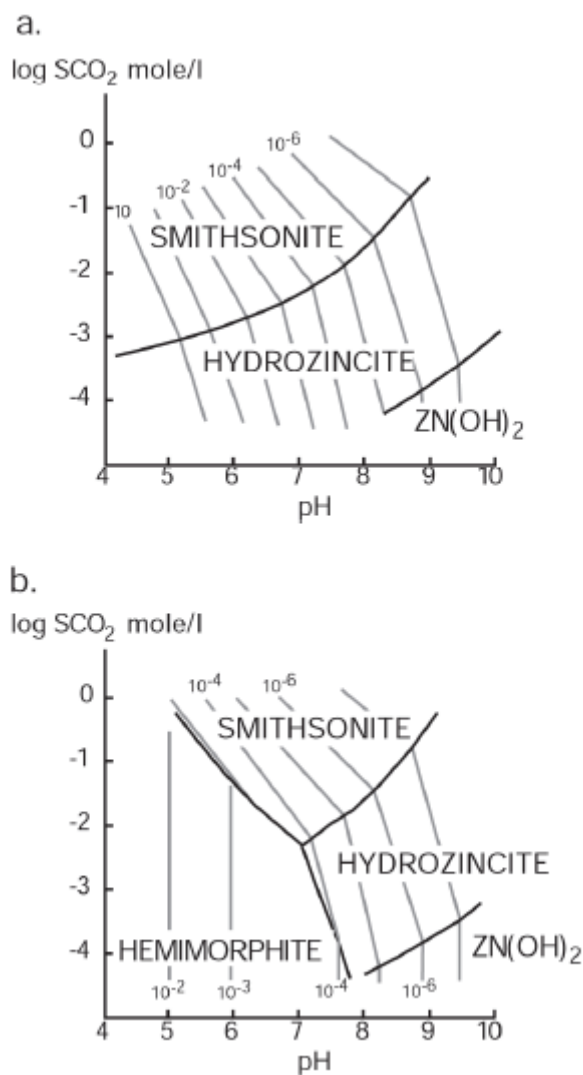 a.
log SCO₂ mole/l
0
-1
-2
-3
-4
10
10⁻²
10⁻⁴
10⁻⁶
SMITHSONITE
HYDROZINCITE
ZN(OH)₂
4 5 6 7 8 9 10
pH
b.
log SCO₂ mole/l
0
-1
-2
-3
-4
10⁻⁴
10⁻⁶
SMITHSONITE
HYDROZINCITE
HEMIMORPHITE
ZN(OH)₂
10⁻² 10⁻³ 10⁻⁴ 10⁻⁶
4 5 6 7 8 9 10
pH